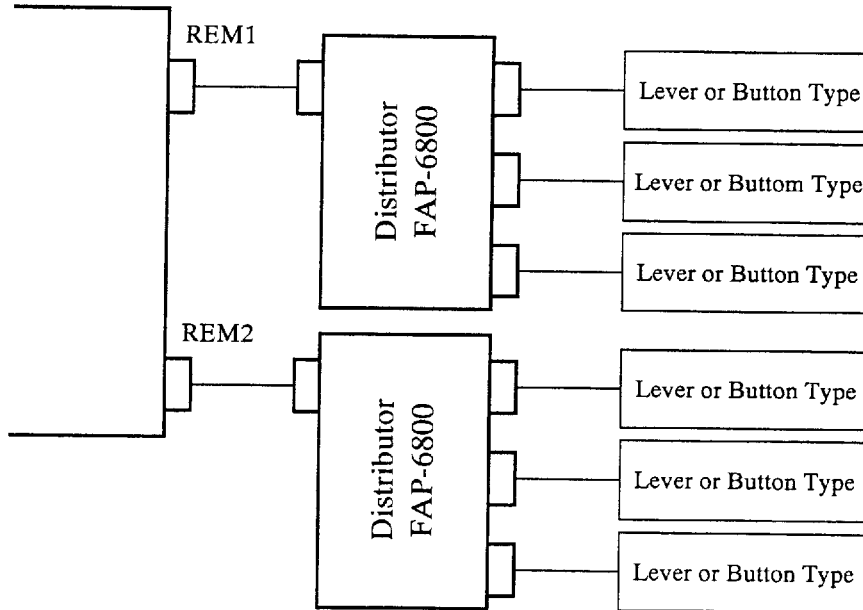 REM1
Distributor
FAP-6800
Lever or Button Type
Lever or Buttom Type
Lever or Button Type
REM2
Distributor
FAP-6800
Lever or Button Type
Lever or Button Type
Lever or Button Type